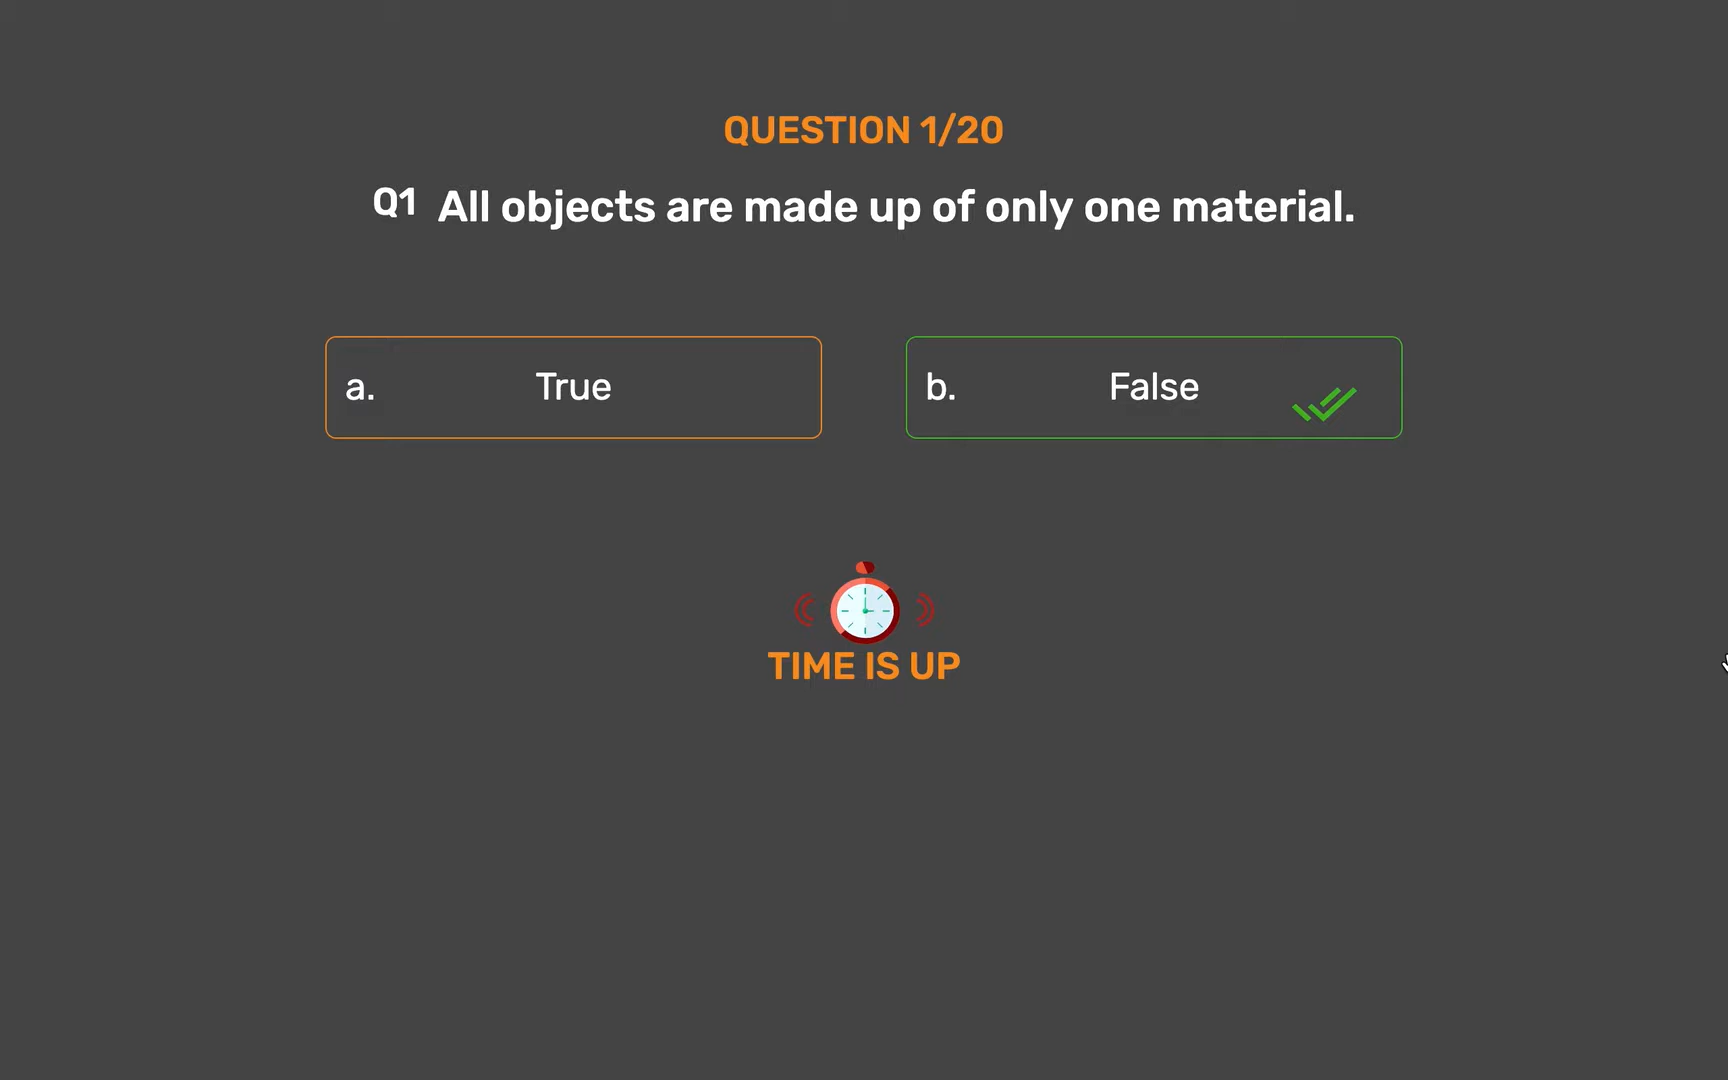 QUESTION 1/20
Q1 All objects are made up of only one material.
a. True
b. False
TIME IS UP